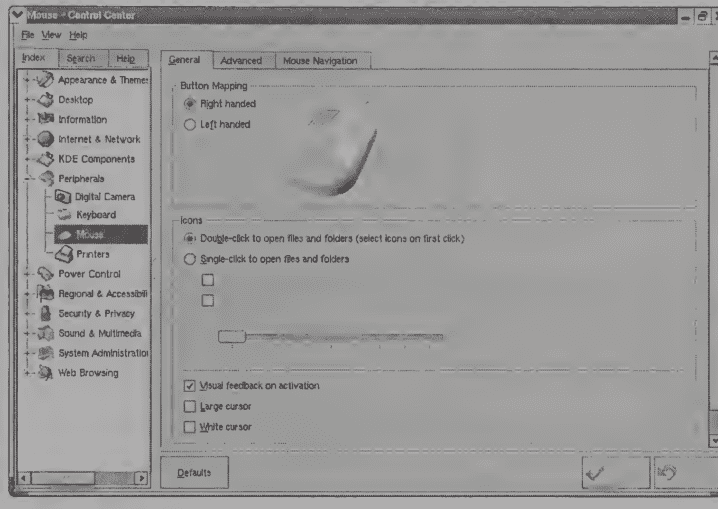 Mouse - Control Center
File View Help
Index Search Help
Appearance & Themes
Desktop
Information
Internet & Network
KDE Components
Peripherals
Digital Camera
Keyboard
Mouse
Printers
Power Control
Regional & Accessibili
Security & Privacy
Sound & Multimedia
System Administration
Web Browsing
General Advanced Mouse Navigation
Button Mapping
Right handed
Left handed
Icons
Double-click to open files and folders (select icons on first click)
Single-click to open files and folders
Visual feedback on activation
Large cursor
White cursor
Defaults